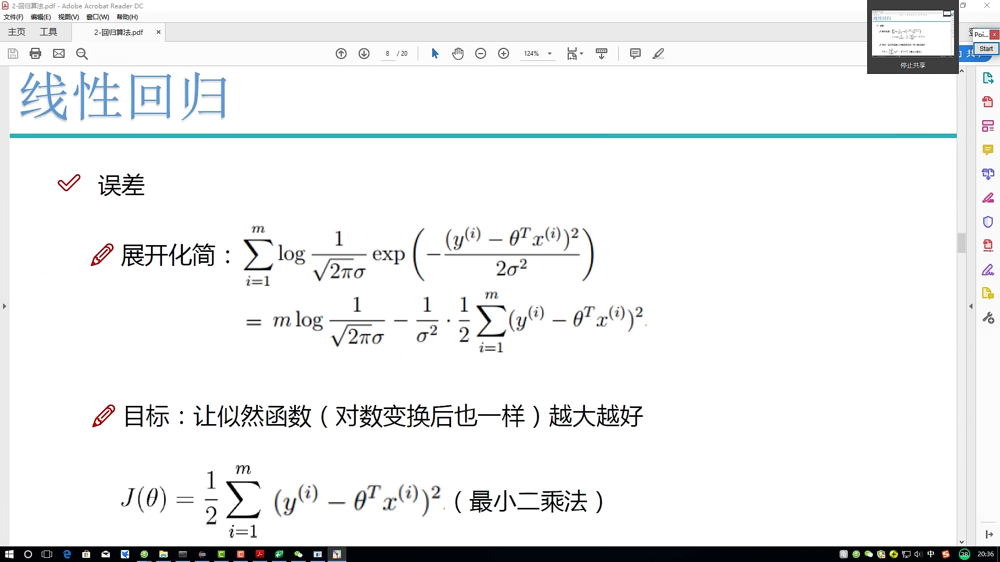 2-回归算法.pdf - Adobe Acrobat Reader DC
文件(F) 编辑(E) 视图(V) 窗口(W) 帮助(H)
主页 工具 2-回归算法.pdf ×
8 / 20 124%
停止共享
Poi... x
Start
线性回归
误差
展开化简：\sum_{i=1}^{m} \log \frac{1}{\sqrt{2\pi}\sigma} \exp\left(-\frac{(y^{(i)} - \theta^T x^{(i)})^2}{2\sigma^2}\right)
= m \log \frac{1}{\sqrt{2\pi}\sigma} - \frac{1}{\sigma^2} \cdot \frac{1}{2} \sum_{i=1}^{m} (y^{(i)} - \theta^T x^{(i)})^2.
目标：让似然函数（对数变换后也一样）越大越好
J(\theta) = \frac{1}{2} \sum_{i=1}^{m} (y^{(i)} - \theta^T x^{(i)})^2.（最小二乘法）
中 38 20:36